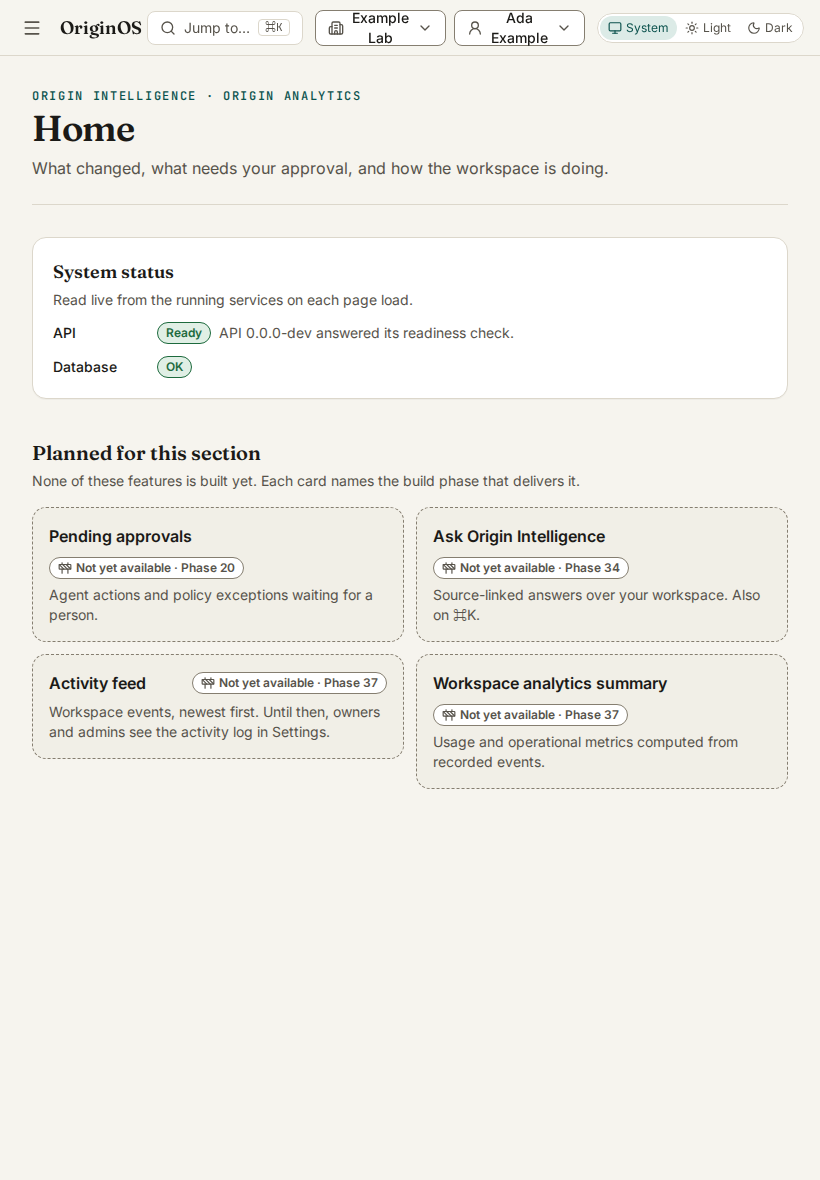 OriginOS
Jump to...
⌘K
Example
Lab
Ada
Example
System
Light
Dark
ORIGIN INTELLIGENCE · ORIGIN ANALYTICS
Home
What changed, what needs your approval, and how the workspace is doing.
System status
Read live from the running services on each page load.
API
Ready
API 0.0.0-dev answered its readiness check.
Database
OK
Planned for this section
None of these features is built yet. Each card names the build phase that delivers it.
Pending approvals
Not yet available · Phase 20
Agent actions and policy exceptions waiting for a
person.
Ask Origin Intelligence
Not yet available · Phase 34
Source-linked answers over your workspace. Also
on ⌘K.
Activity feed
Not yet available · Phase 37
Workspace events, newest first. Until then, owners
and admins see the activity log in Settings.
Workspace analytics summary
Not yet available · Phase 37
Usage and operational metrics computed from
recorded events.